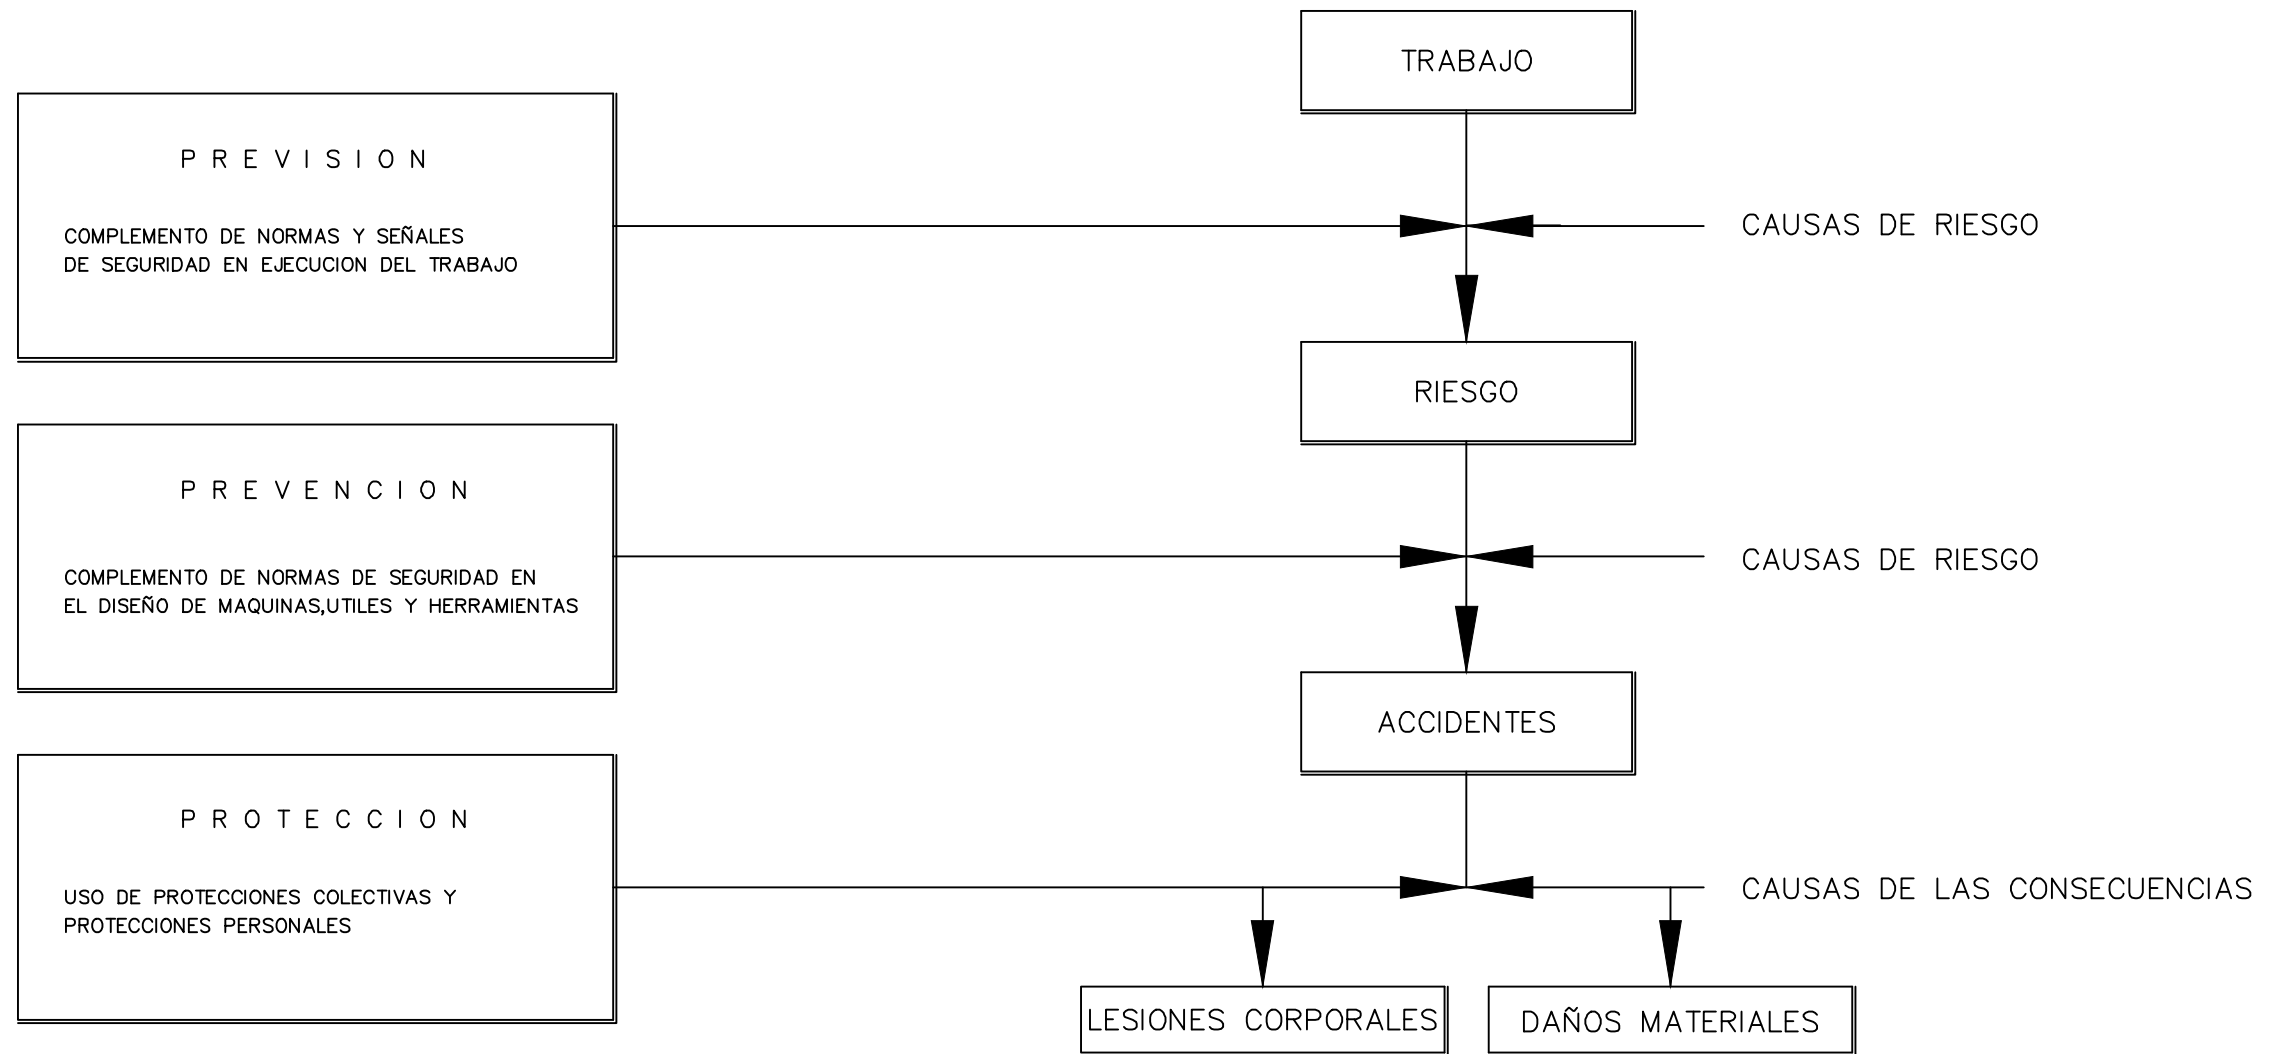 TRABAJO
P R E V I S I O N
COMPLEMENTO DE NORMAS Y SEÑALES
DE SEGURIDAD EN EJECUCION DEL TRABAJO
CAUSAS DE RIESGO
RIESGO
P R E V E N C I O N
COMPLEMENTO DE NORMAS DE SEGURIDAD EN
EL DISEÑO DE MAQUINAS,UTILES Y HERRAMIENTAS
CAUSAS DE RIESGO
ACCIDENTES
P R O T E C C I O N
USO DE PROTECCIONES COLECTIVAS Y
PROTECCIONES PERSONALES
CAUSAS DE LAS CONSECUENCIAS
LESIONES CORPORALES
DAÑOS MATERIALES